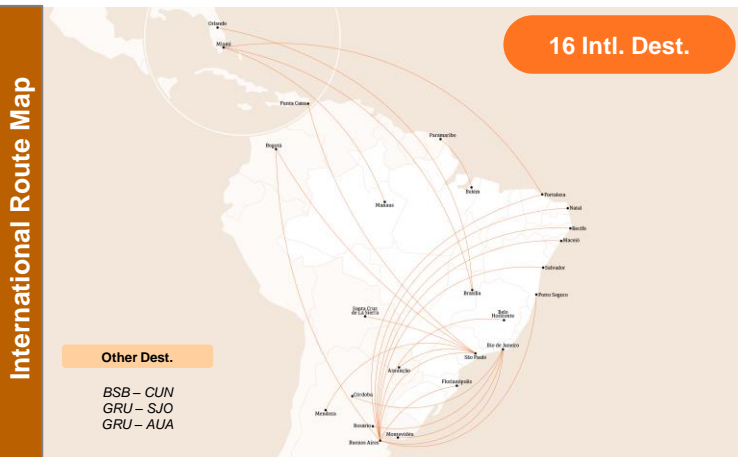 International Route Map
16 Intl. Dest.
Orlando
Miami
Punta Cana
Paramaribo
Bogotá
Belém
Fortaleza
Manaus
Natal
Recife
Maceió
Salvador
Brasília
Porto Seguro
Santa Cruz
de La Sierra
Belo
Horizonte
Rio de Janeiro
São Paulo
Assunção
Florianópolis
Córdoba
Mendoza
Rosário
Montevidéu
Buenos Aires
Other Dest.
BSB – CUN
GRU – SJO
GRU – AUA